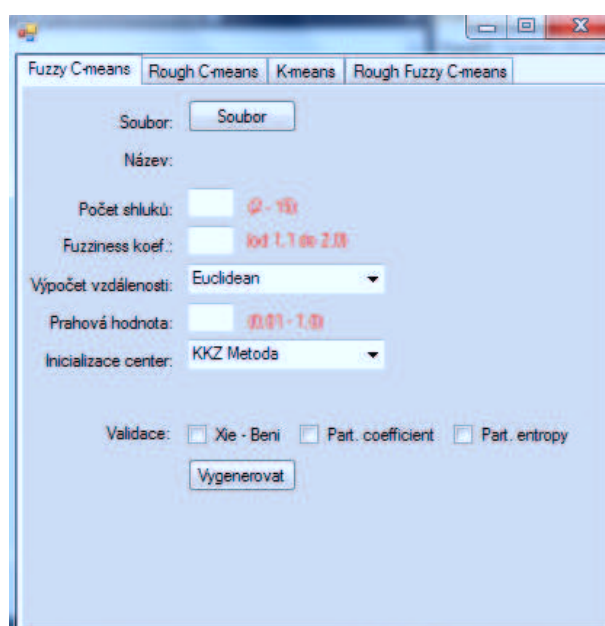 Fuzzy C-means Rough C-means K-means Rough Fuzzy C-means
Soubor: Soubor
Název:
Počet shluků: (2 - 15)
Fuzziness koef.: (od 1,1 do 2,0)
Výpočet vzdálenosti: Euclidean
Prahová hodnota: (0,01 - 1,0)
Inicializace center: KKZ Metoda
Validace: Xie - Beni Part. coefficient Part. entropy
Vygenerovat